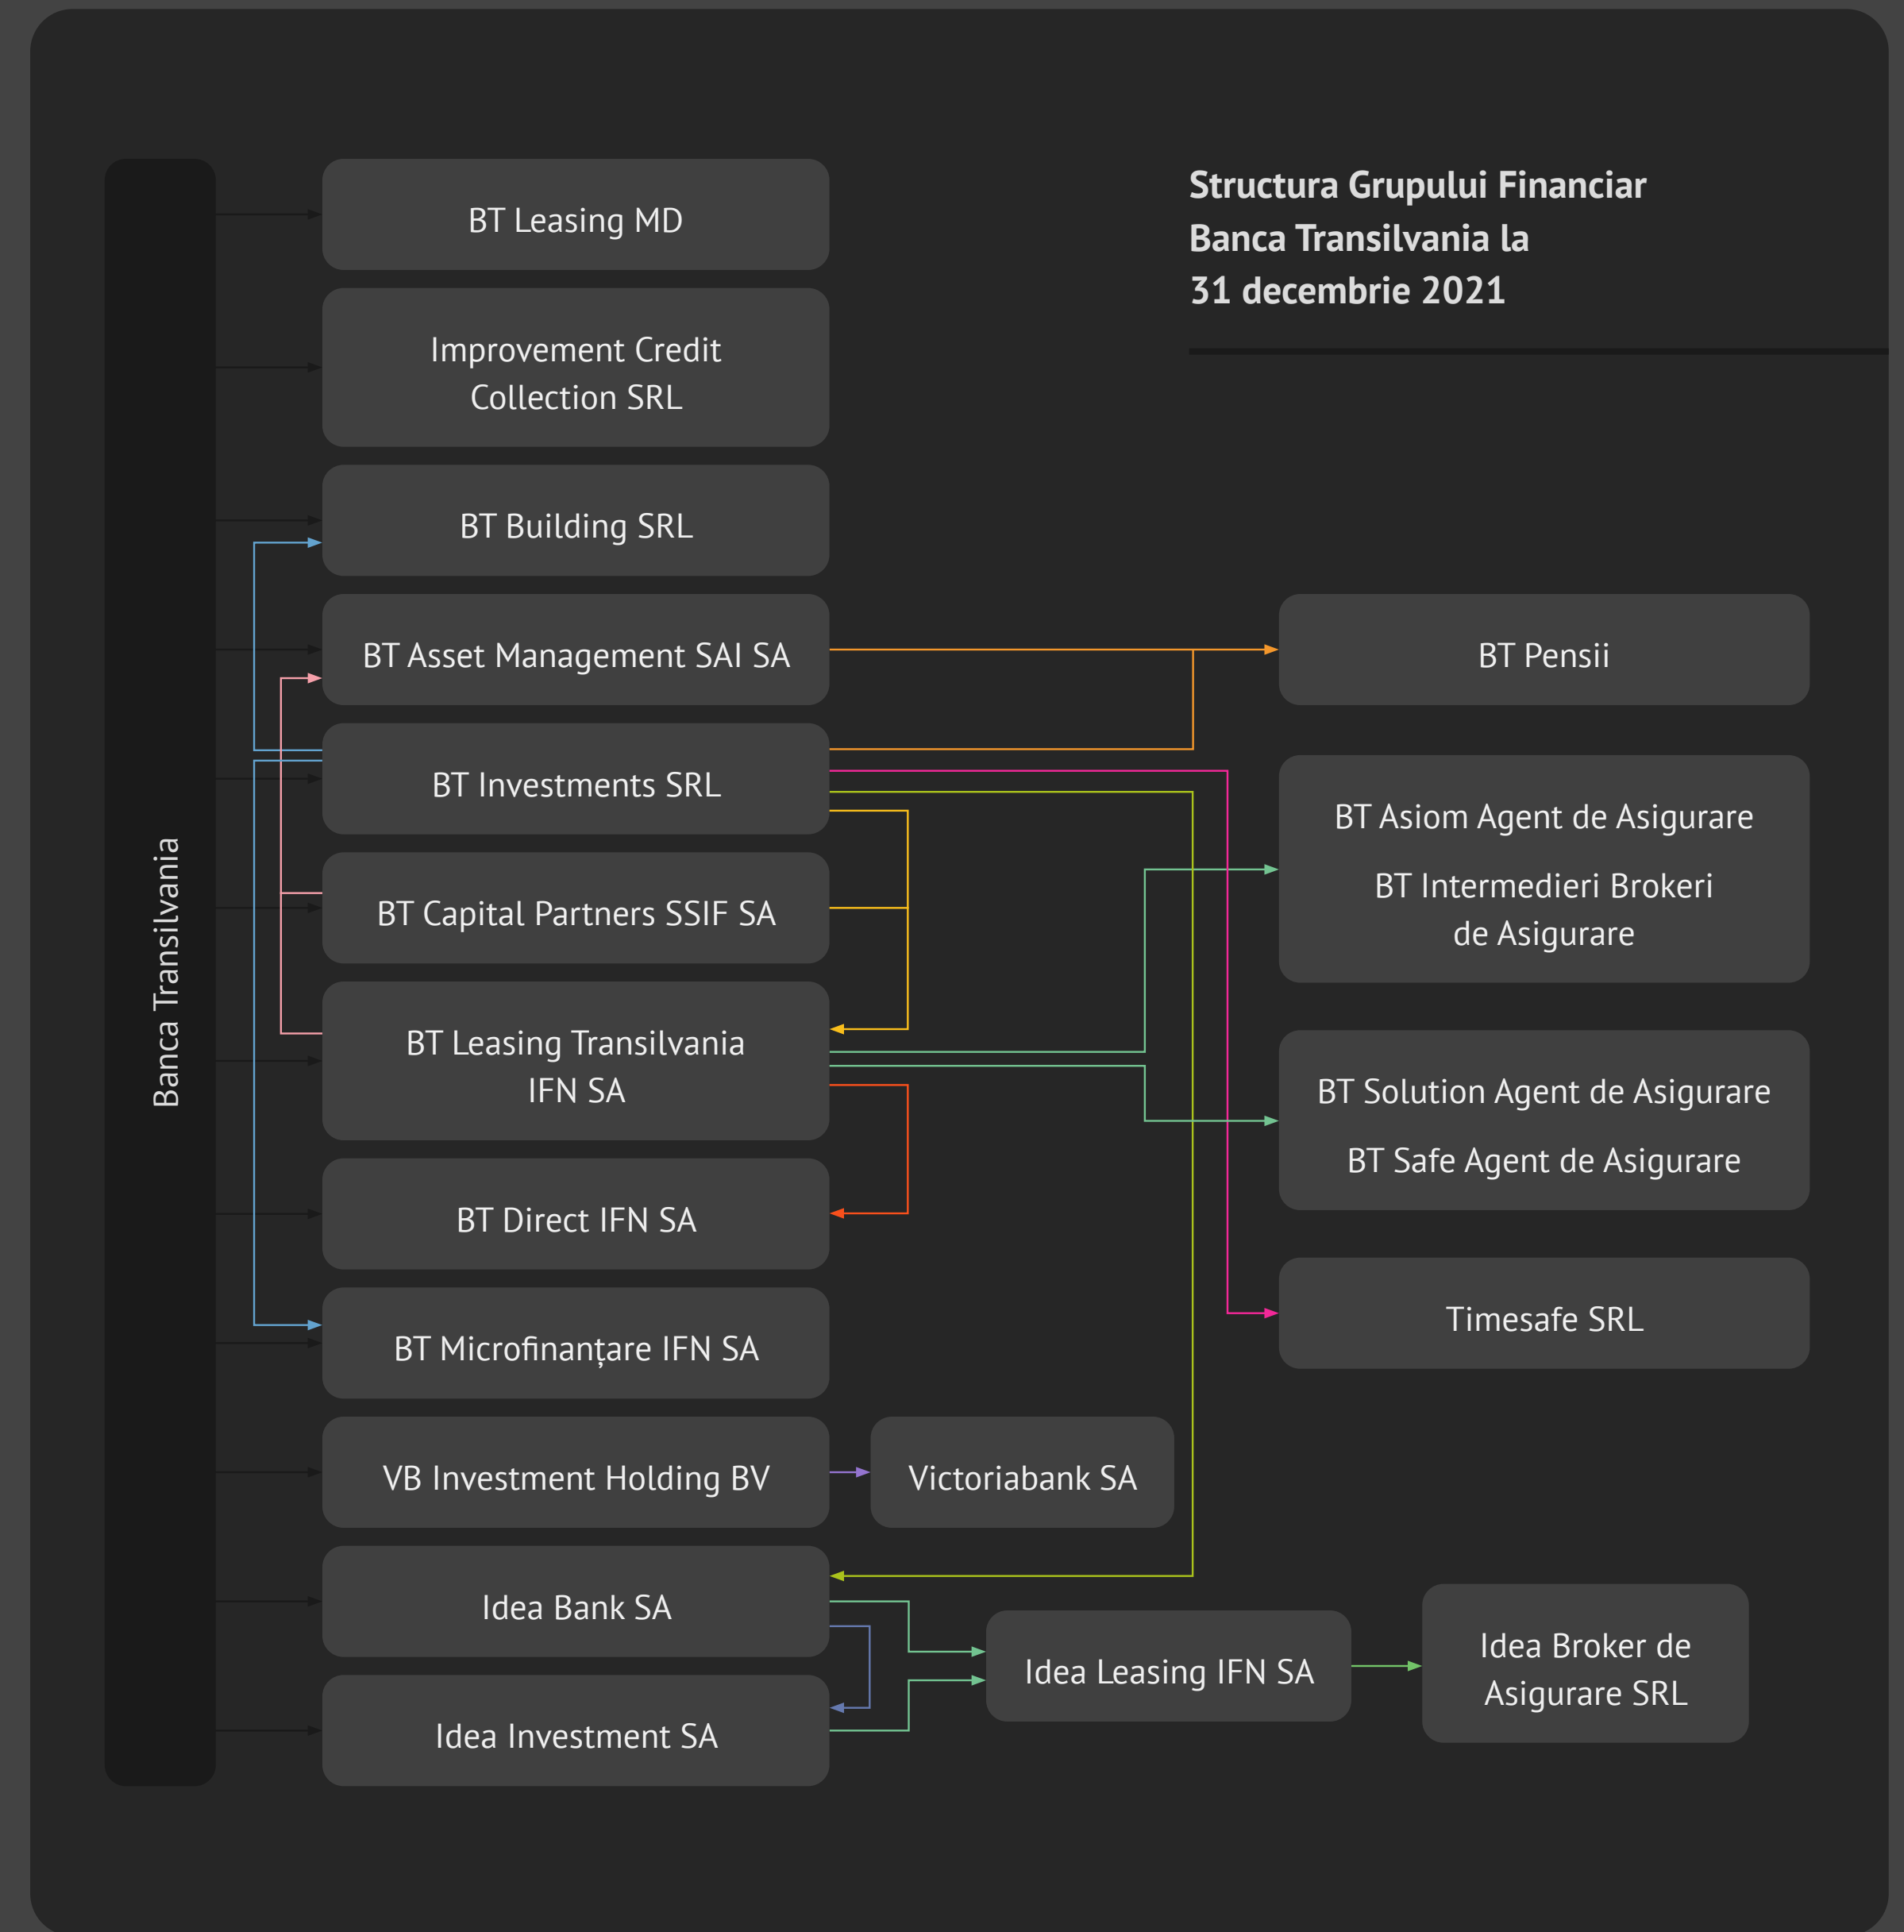 Structura Grupului Financiar
Banca Transilvania la
31 decembrie 2021
Banca Transilvania
BT Leasing MD
Improvement Credit
Collection SRL
BT Building SRL
BT Asset Management SAI SA
BT Investments SRL
BT Capital Partners SSIF SA
BT Leasing Transilvania
IFN SA
BT Direct IFN SA
BT Microfinanțare IFN SA
VB Investment Holding BV
Victoriabank SA
Idea Bank SA
Idea Investment SA
Idea Leasing IFN SA
Idea Broker de
Asigurare SRL
BT Pensii
BT Asiom Agent de Asigurare
BT Intermedieri Brokeri
de Asigurare
BT Solution Agent de Asigurare
BT Safe Agent de Asigurare
Timesafe SRL